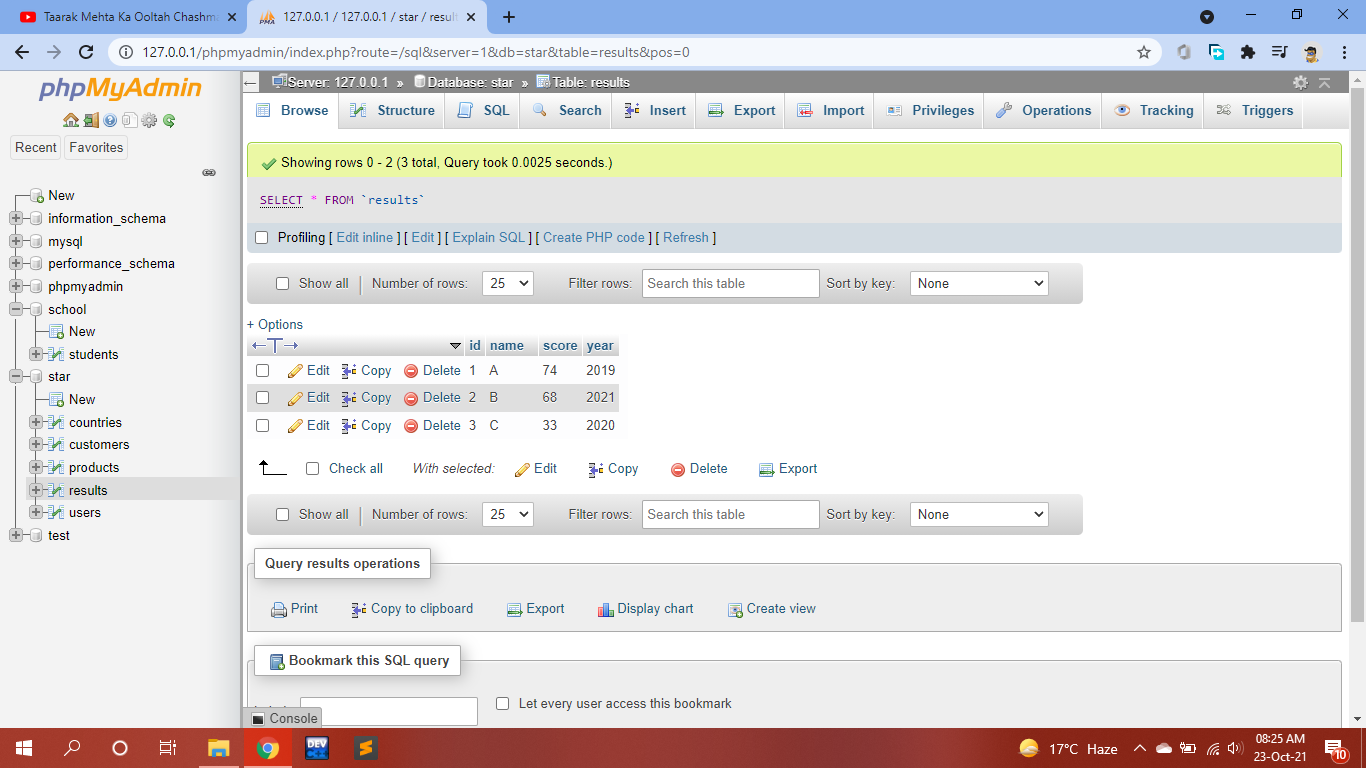 Taarak Mehta Ka Ooltah Chashma
127.0.0.1 / 127.0.0.1 / star / result
127.0.0.1/phpmyadmin/index.php?route=/sql&server=1&db=star&table=results&pos=0
phpMyAdmin
Recent Favorites
New
information_schema
mysql
performance_schema
phpmyadmin
school
New
students
star
New
countries
customers
products
results
users
test
Server: 127.0.0.1 » Database: star » Table: results
Browse Structure SQL Search Insert Export Import Privileges Operations Tracking Triggers
Showing rows 0 - 2 (3 total, Query took 0.0025 seconds.)
SELECT * FROM `results`
Profiling [ Edit inline ] [ Edit ] [ Explain SQL ] [ Create PHP code ] [ Refresh ]
Show all Number of rows: 25 Filter rows: Search this table Sort by key: None
+ Options
←T→ id name score year
Edit Copy Delete 1 A 74 2019
Edit Copy Delete 2 B 68 2021
Edit Copy Delete 3 C 33 2020
Check all With selected: Edit Copy Delete Export
Show all Number of rows: 25 Filter rows: Search this table Sort by key: None
Query results operations
Print Copy to clipboard Export Display chart Create view
Bookmark this SQL query
Let every user access this bookmark
Console
DEV
17°C Haze
08:25 AM
23-Oct-21
10